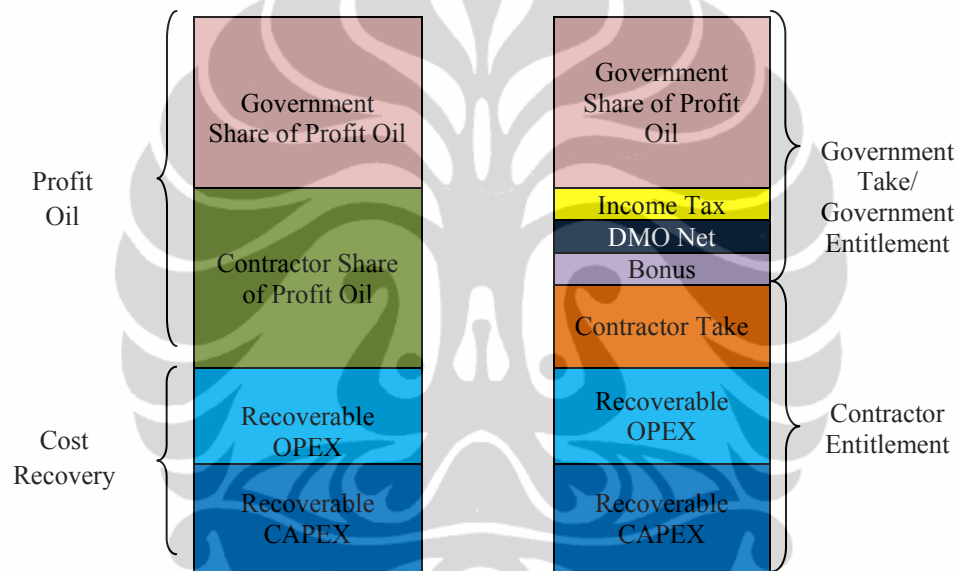 Profit
Oil
Cost
Recovery
Government
Share of Profit Oil
Contractor Share
of Profit Oil
Recoverable
OPEX
Recoverable
CAPEX
Government
Share of Profit
Oil
Income Tax
DMO Net
Bonus
Contractor Take
Recoverable
OPEX
Recoverable
CAPEX
Government
Take/
Government
Entitlement
Contractor
Entitlement